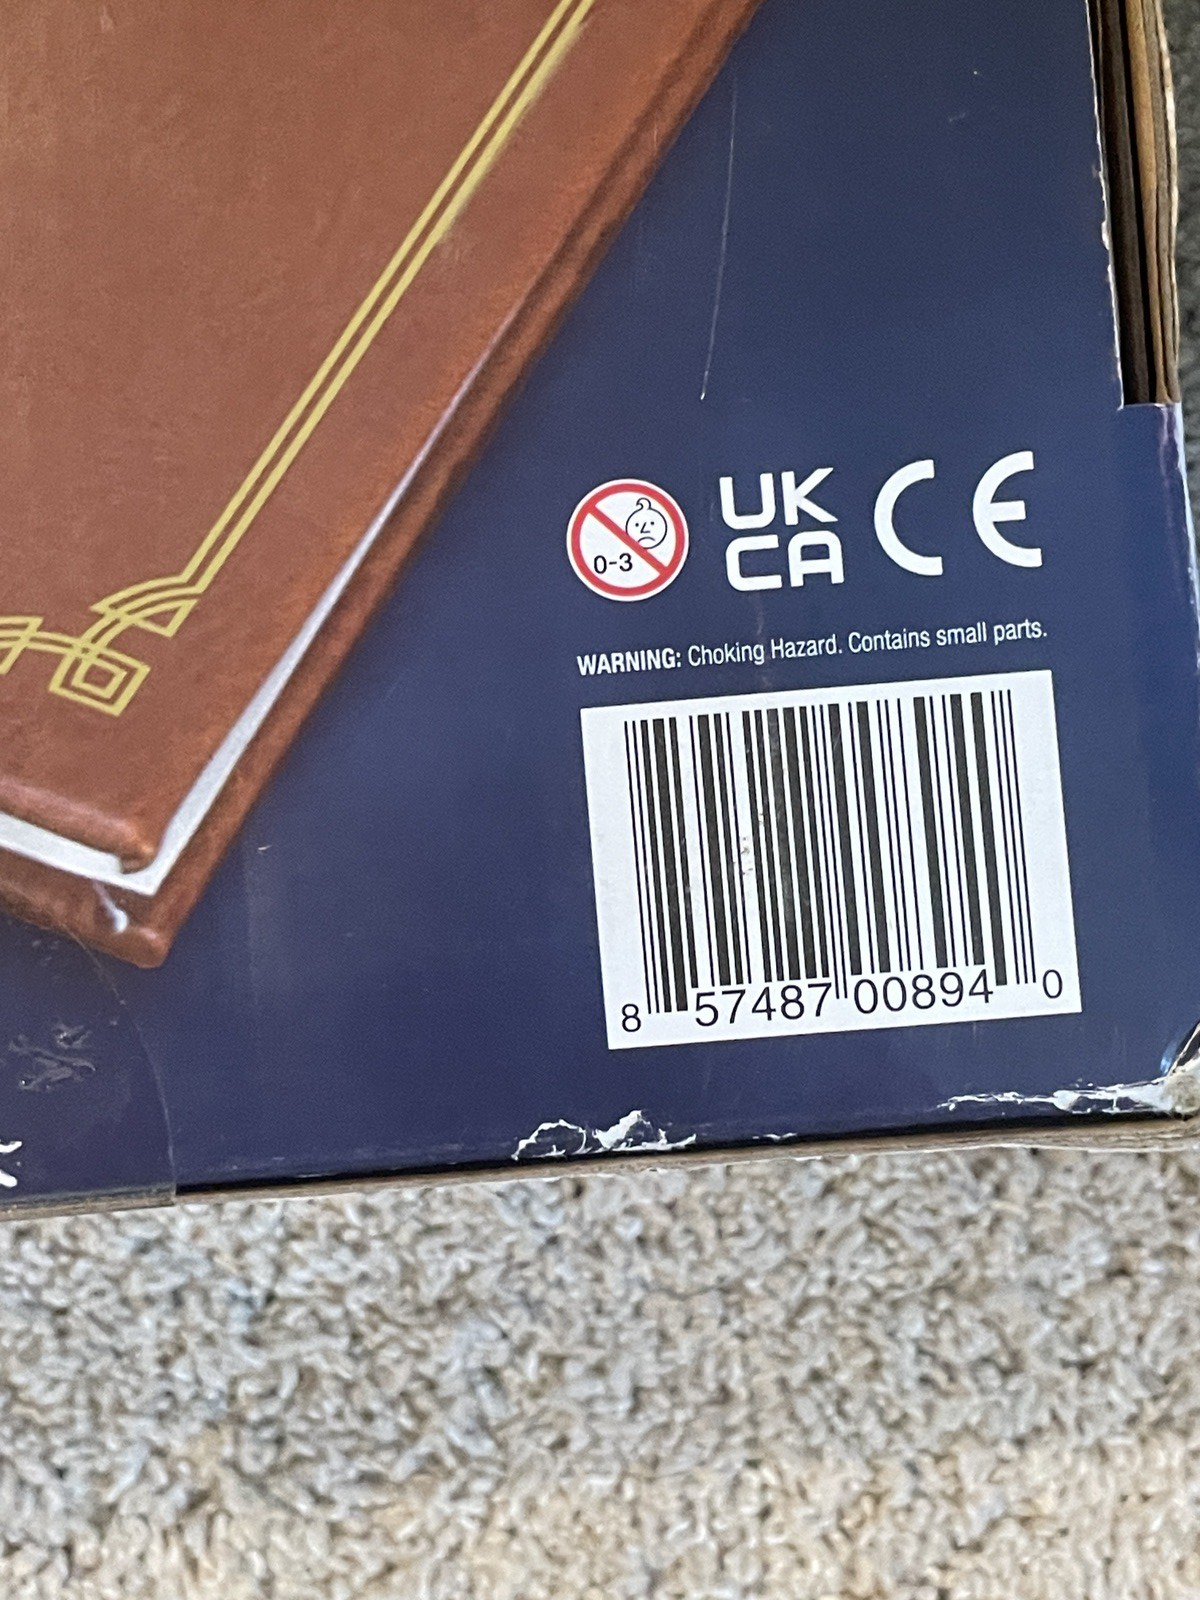 0-3
UK
CA
CE
WARNING: Choking Hazard. Contains small parts.
8 57487 00894 0